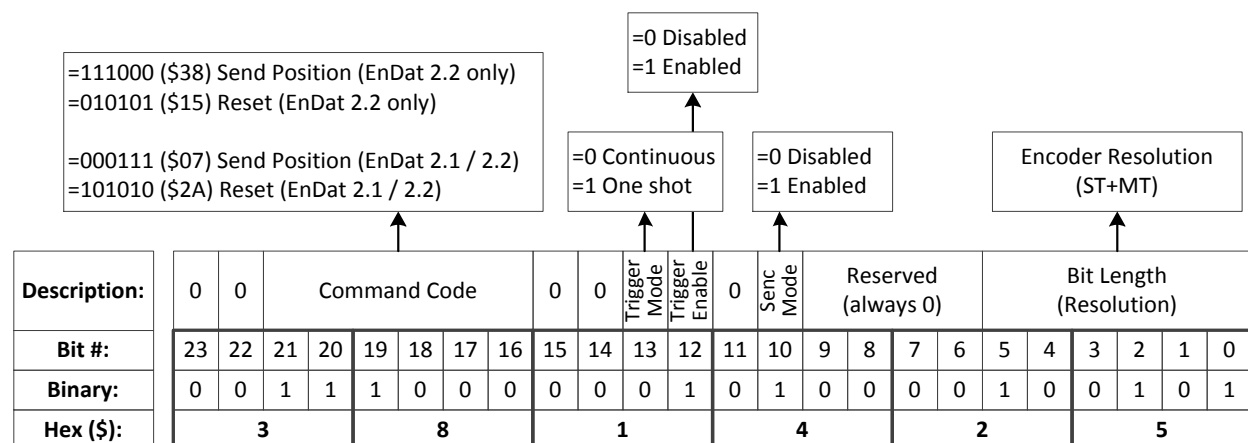 =0 Disabled
=1 Enabled
=111000 ($38) Send Position (EnDat 2.2 only)
=010101 ($15) Reset (EnDat 2.2 only)
=000111 ($07) Send Position (EnDat 2.1 / 2.2)
=101010 ($2A) Reset (EnDat 2.1 / 2.2)
=0 Continuous
=1 One shot
=0 Disabled
=1 Enabled
Encoder Resolution
(ST+MT)
Description: 0 0 Command Code 0 0 Trigger Mode Trigger Enable 0 Senc Mode Reserved (always 0) Bit Length (Resolution)
Bit #: 23 22 21 20 19 18 17 16 15 14 13 12 11 10 9 8 7 6 5 4 3 2 1 0
Binary: 0 0 1 1 1 0 0 0 0 0 0 1 0 1 0 0 0 0 1 0 0 1 0 1
Hex ($): 3 8 1 4 2 5